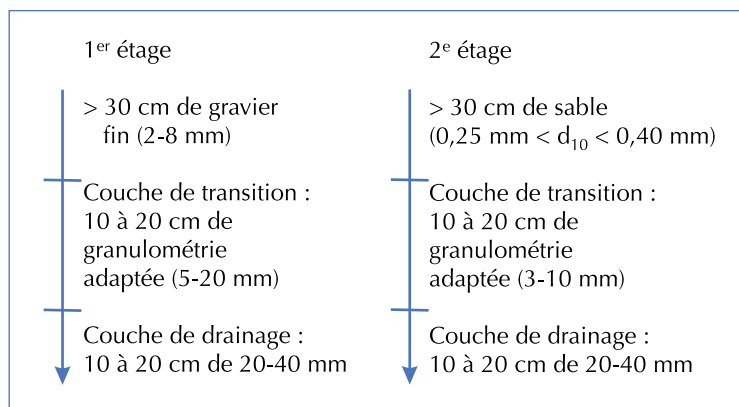 1er étage
> 30 cm de gravier
fin (2-8 mm)
Couche de transition :
10 à 20 cm de
granulométrie
adaptée (5-20 mm)
Couche de drainage :
10 à 20 cm de 20-40 mm
2e étage
> 30 cm de sable
(0,25 mm < d10 < 0,40 mm)
Couche de transition :
10 à 20 cm de
granulométrie
adaptée (3-10 mm)
Couche de drainage :
10 à 20 cm de 20-40 mm